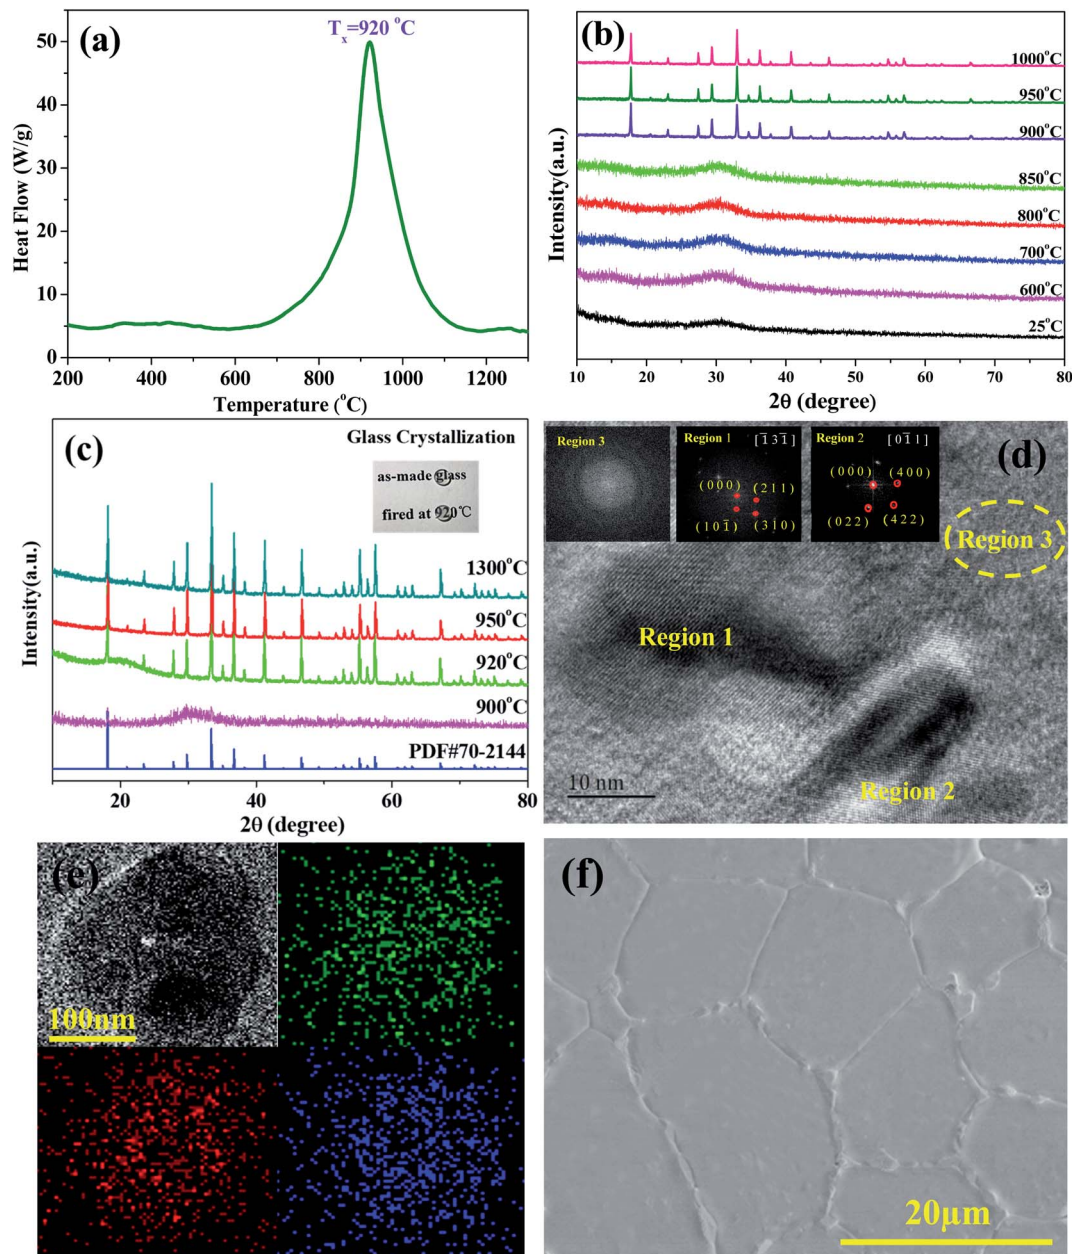 (a)
Tx=920 °C
50
40
30
20
10
0
Heat Flow (W/g)
200
400
600
800
1000
1200
Temperature (°C)
(b)
1000°C
950°C
900°C
850°C
800°C
700°C
600°C
25°C
Intensity(a.u.)
10
20
30
40
50
60
70
80
2θ (degree)
(c)
Glass Crystallization
as-made glass
fired at 920℃
1300°C
950°C
920°C
900°C
PDF#70-2144
Intensity(a.u.)
20
40
60
80
2θ (degree)
(d)
Region 3
Region 1
[1̄31̄]
(000)
(211)
(101̄)
(310)
Region 2
[01̄1]
(000)
(400)
(022)
(422)
Region 3
Region 1
Region 2
10 nm
(e)
100nm
(f)
20μm